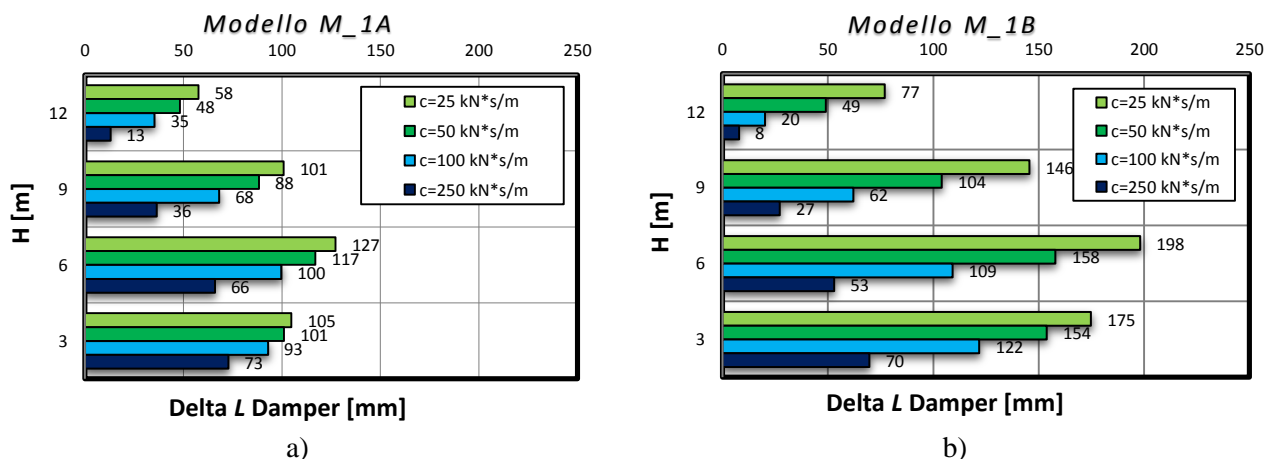 Modello M_1A
0 50 100 150 200 250
H [m]
12
58
48
35
13
9
101
88
68
36
6
127
117
100
66
3
105
101
93
73
c=25 kN*s/m
c=50 kN*s/m
c=100 kN*s/m
c=250 kN*s/m
Delta L Damper [mm]
a)
Modello M_1B
0 50 100 150 200 250
H [m]
12
77
49
20
8
9
146
104
62
27
6
198
158
109
53
3
175
154
122
70
c=25 kN*s/m
c=50 kN*s/m
c=100 kN*s/m
c=250 kN*s/m
Delta L Damper [mm]
b)